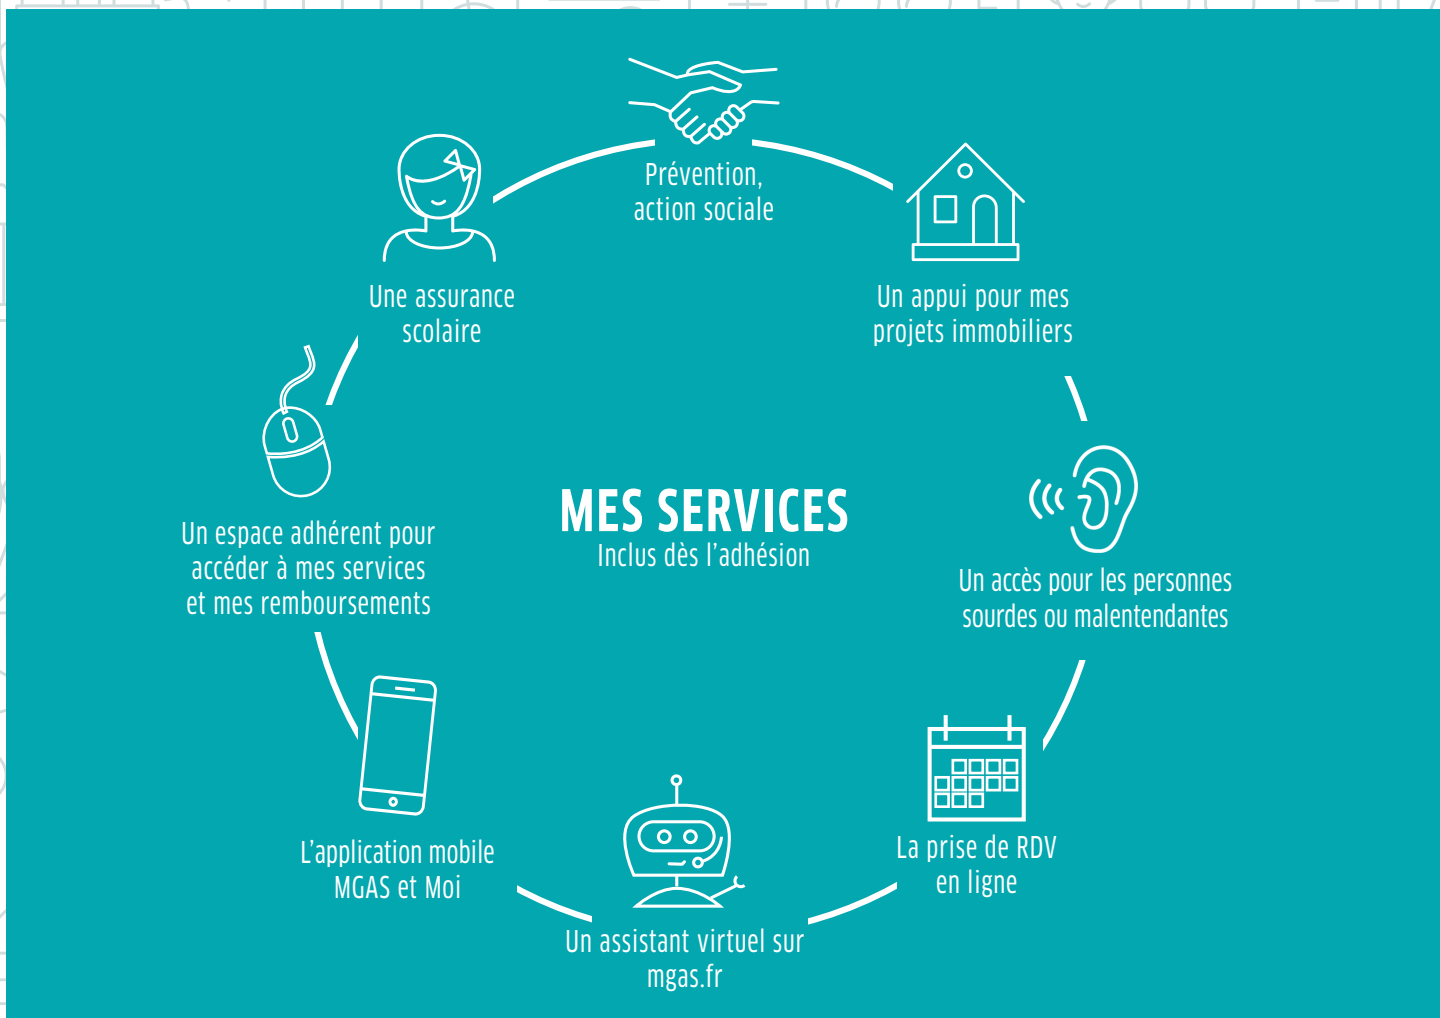 Prévention,
action sociale
Un appui pour mes
projets immobiliers
Un accès pour les personnes
sourdes ou malentendantes
La prise de RDV
en ligne
Un assistant virtuel sur
mgas.fr
L’application mobile
MGAS et Moi
Un espace adhérent pour
accéder à mes services
et mes remboursements
Une assurance
scolaire
MES SERVICES
Inclus dès l’adhésion